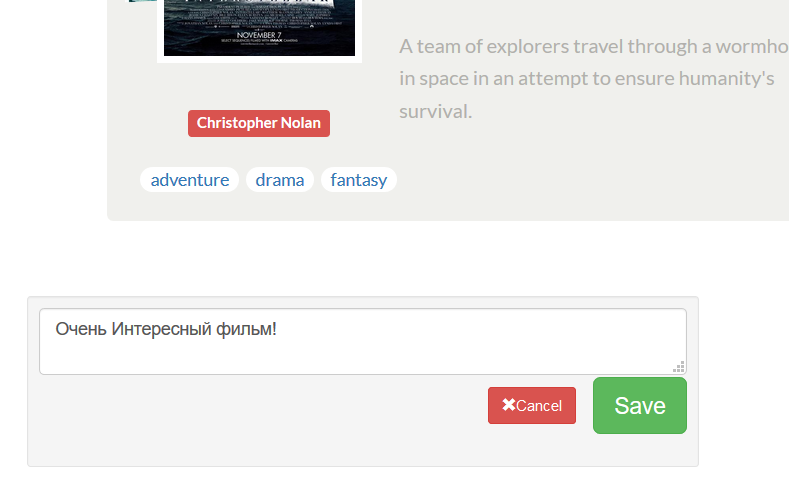 NOVEMBER 7
A team of explorers travel through a wormho
in space in an attempt to ensure humanity's
survival.
Christopher Nolan
adventure drama fantasy
Очень Интересный фильм!
Cancel Save